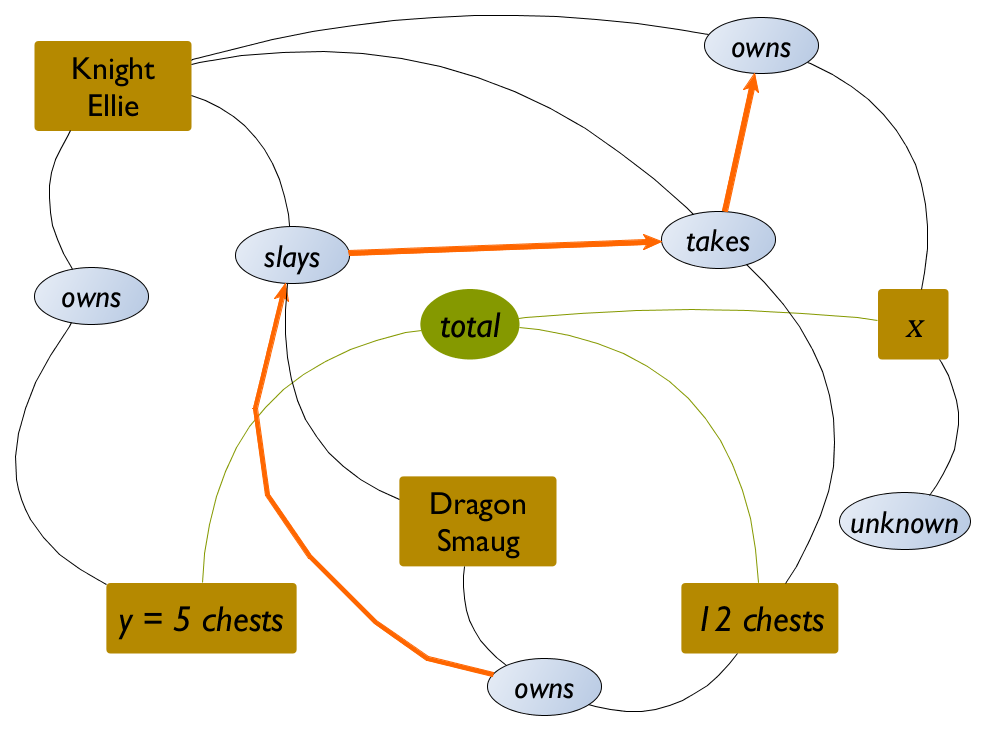 owns
Knight
Ellie
takes
slays
owns
total
x
Dragon
Smaug
unknown
y = 5 chests
12 chests
owns